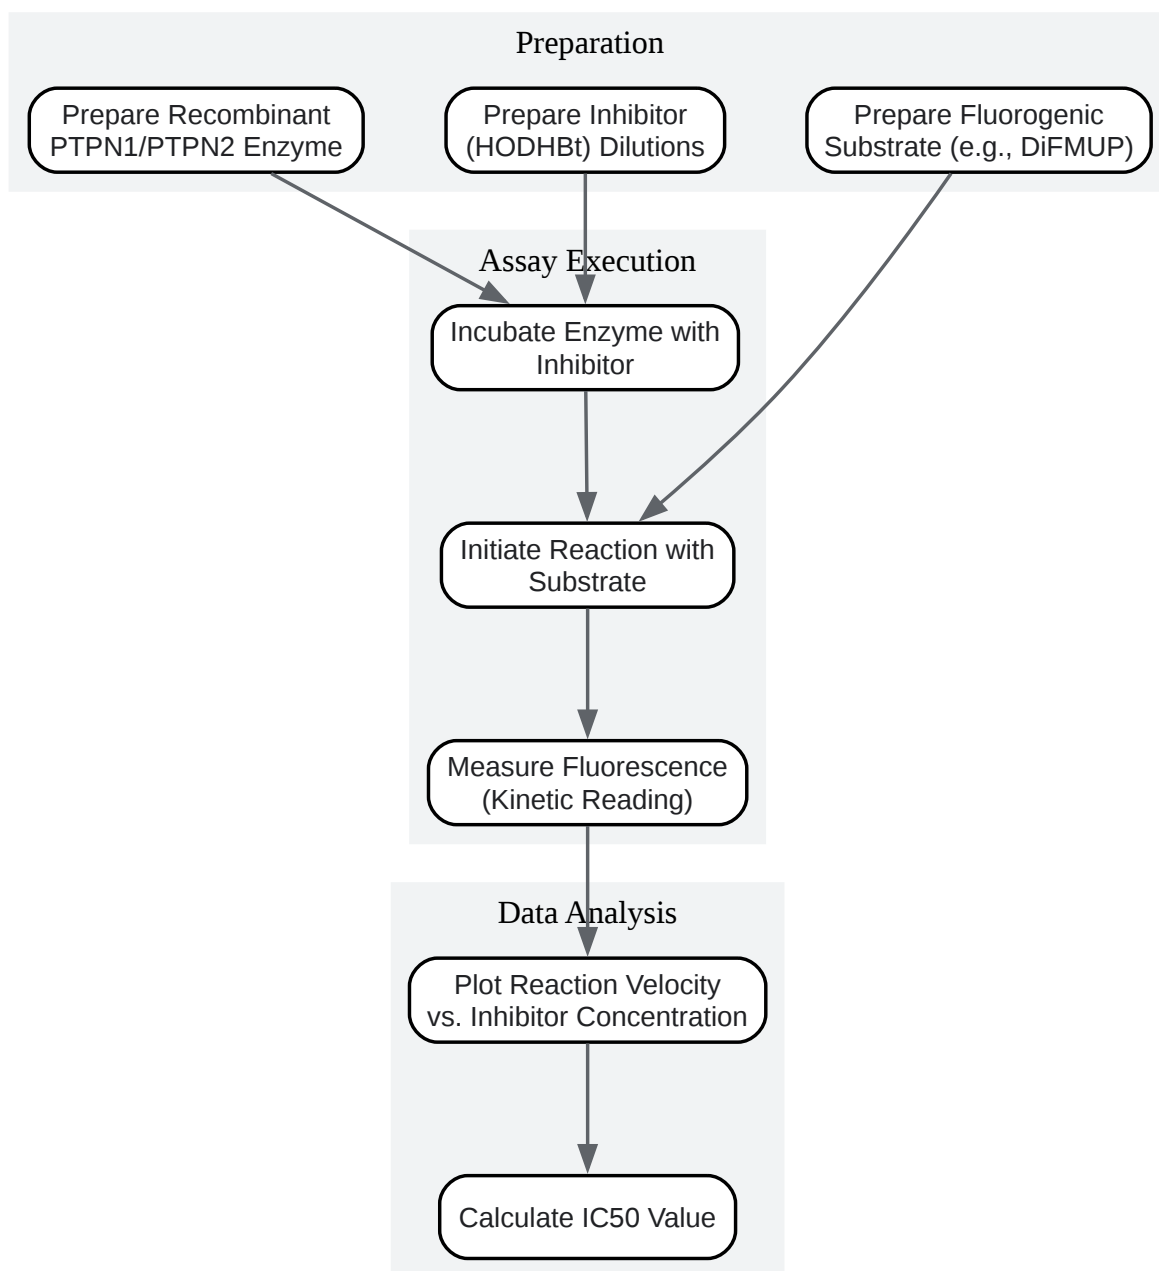 Preparation
Prepare Recombinant
PTPN1/PTPN2 Enzyme
Prepare Inhibitor
(HODHBt) Dilutions
Prepare Fluorogenic
Substrate (e.g., DiFMUP)
Assay Execution
Incubate Enzyme with
Inhibitor
Initiate Reaction with
Substrate
Measure Fluorescence
(Kinetic Reading)
Data Analysis
Plot Reaction Velocity
vs. Inhibitor Concentration
Calculate IC50 Value